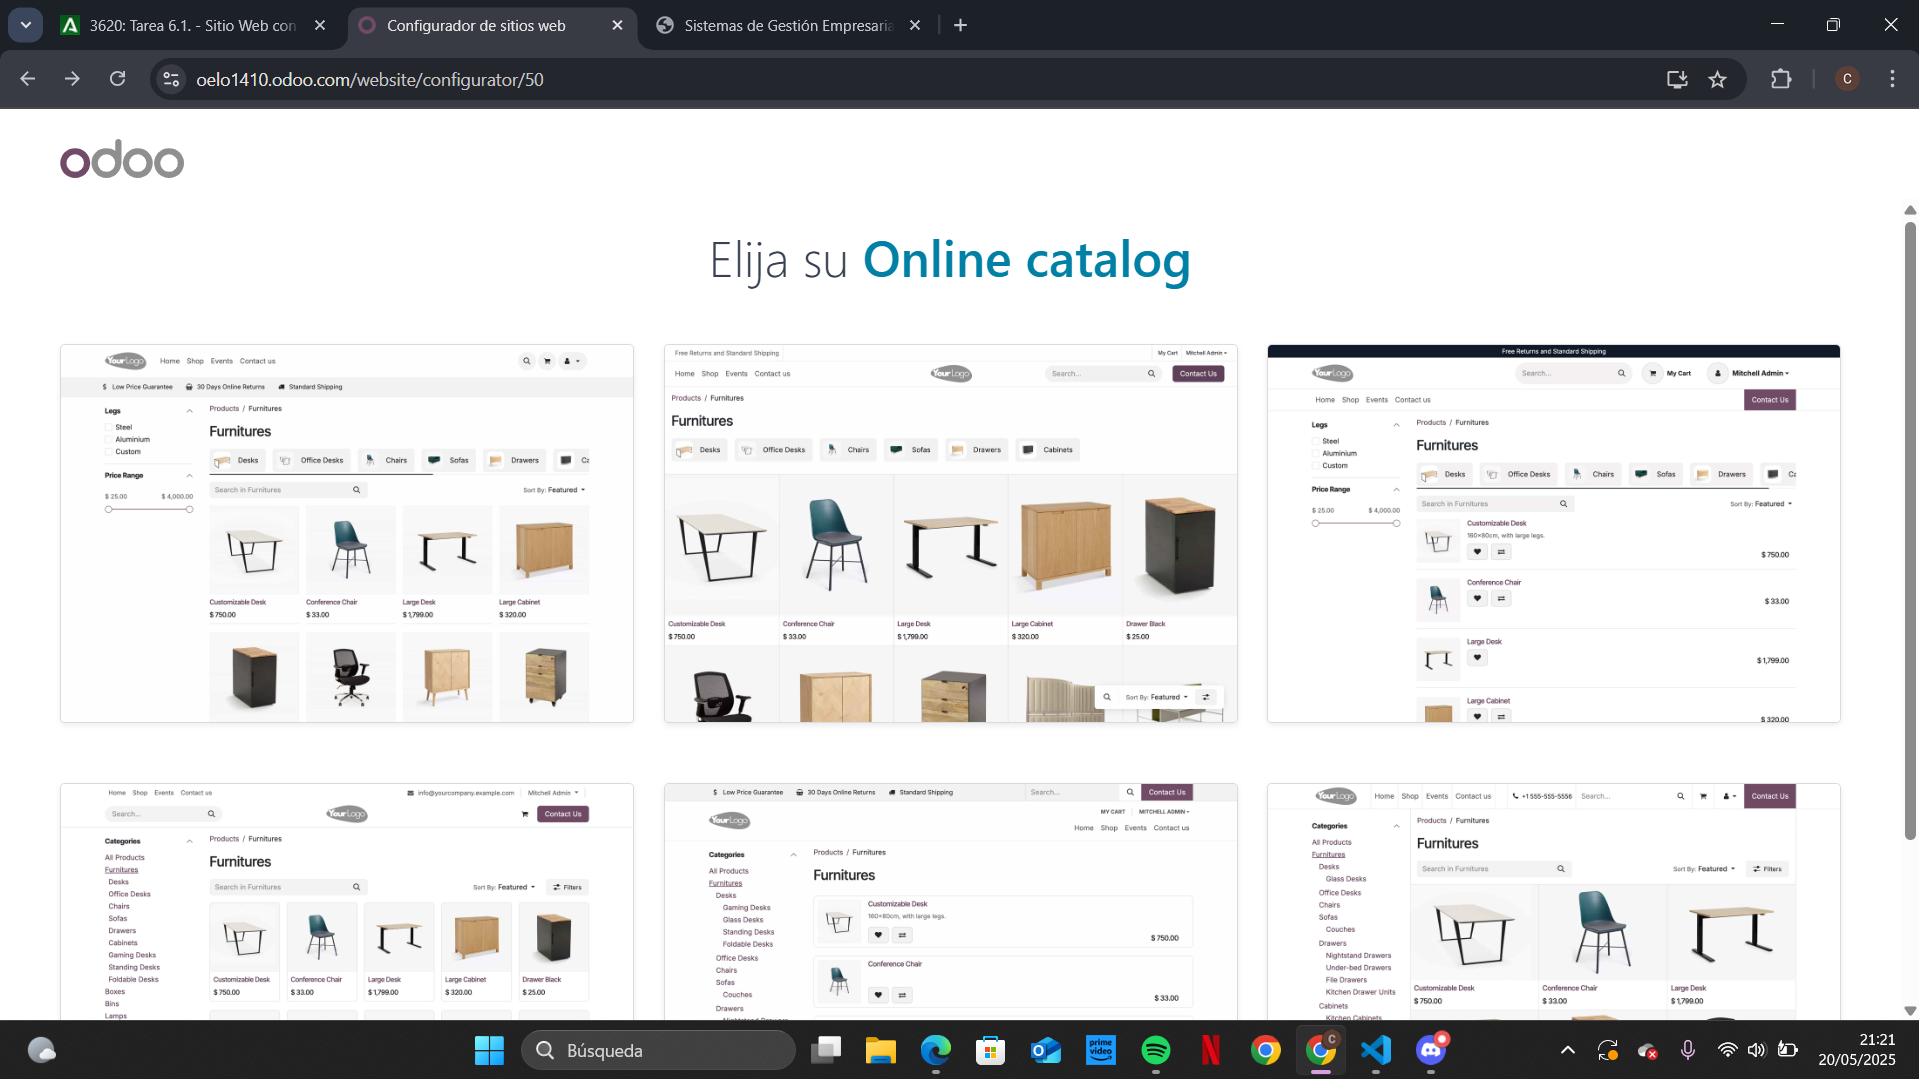 3620: Tarea 6.1. - Sitio Web con
Configurador de sitios web
Sistemas de Gestión Empresaria
oelo1410.odoo.com/website/configurator/50
C
odoo
Elija su Online catalog
YourLogo Home Shop Events Contact us
Low Price Guarantee 30 Days Online Returns Standard Shipping
Legs
Steel
Aluminium
Custom
Price Range
$ 25.00 $ 4,000.00
Products / Furnitures
Furnitures
Desks Office Desks Chairs Sofas Drawers Ca
Search in Furnitures
Sort By: Featured
Customizable Desk Conference Chair Large Desk Large Cabinet
$ 750.00 $ 33.00 $ 1,799.00 $ 320.00
Free Returns and Standard Shipping My Cart Mitchell Admin
Home Shop Events Contact us YourLogo Search... Contact Us
Products / Furnitures
Furnitures
Desks Office Desks Chairs Sofas Drawers Cabinets
Customizable Desk Conference Chair Large Desk Large Cabinet Drawer Black
$ 750.00 $ 33.00 $ 1,799.00 $ 320.00 $ 25.00
Sort By: Featured
Free Returns and Standard Shipping
YourLogo Search... My Cart Mitchell Admin
Home Shop Events Contact us Contact Us
Legs
Steel
Aluminium
Custom
Price Range
$ 25.00 $ 4,000.00
Products / Furnitures
Furnitures
Desks Office Desks Chairs Sofas Drawers Ca
Search in Furnitures Sort By: Featured
Customizable Desk
160x80cm, with large legs.
$ 750.00
Conference Chair
$ 33.00
Large Desk
$ 1,799.00
Large Cabinet
$ 320.00
Home Shop Events Contact us info@yourcompany.example.com Mitchell Admin
Search... YourLogo Contact Us
Categories
All Products
Furnitures
Desks
Office Desks
Chairs
Sofas
Drawers
Cabinets
Gaming Desks
Standing Desks
Foldable Desks
Boxes
Bins
Lamps
Products / Furnitures
Furnitures
Search in Furnitures Sort By: Featured Filters
Customizable Desk Conference Chair Large Desk Large Cabinet Drawer Black
$ 750.00 $ 33.00 $ 1,799.00 $ 320.00 $ 25.00
$ Low Price Guarantee 30 Days Online Returns Standard Shipping Search... Contact Us
YourLogo MY CART MITCHELL ADMIN
Home Shop Events Contact us
Categories
All Products
Furnitures
Desks
Gaming Desks
Glass Desks
Standing Desks
Foldable Desks
Office Desks
Chairs
Sofas
Couches
Drawers
Nightstand Drawers
Products / Furnitures
Furnitures
Customizable Desk
160x80cm, with large legs.
$ 750.00
Conference Chair
$ 33.00
YourLogo Home Shop Events Contact us +1 555-555-5556 Search... Contact Us
Categories
All Products
Furnitures
Desks
Glass Desks
Office Desks
Chairs
Sofas
Couches
Drawers
Nightstand Drawers
Under-bed Drawers
File Drawers
Kitchen Drawer Units
Cabinets
Kitchen Cabinets
Products / Furnitures
Furnitures
Search in Furnitures Sort By: Featured Filters
Customizable Desk Conference Chair Large Desk
$ 750.00 $ 33.00 $ 1,799.00
Búsqueda
prime video
C
21:21
20/05/2025